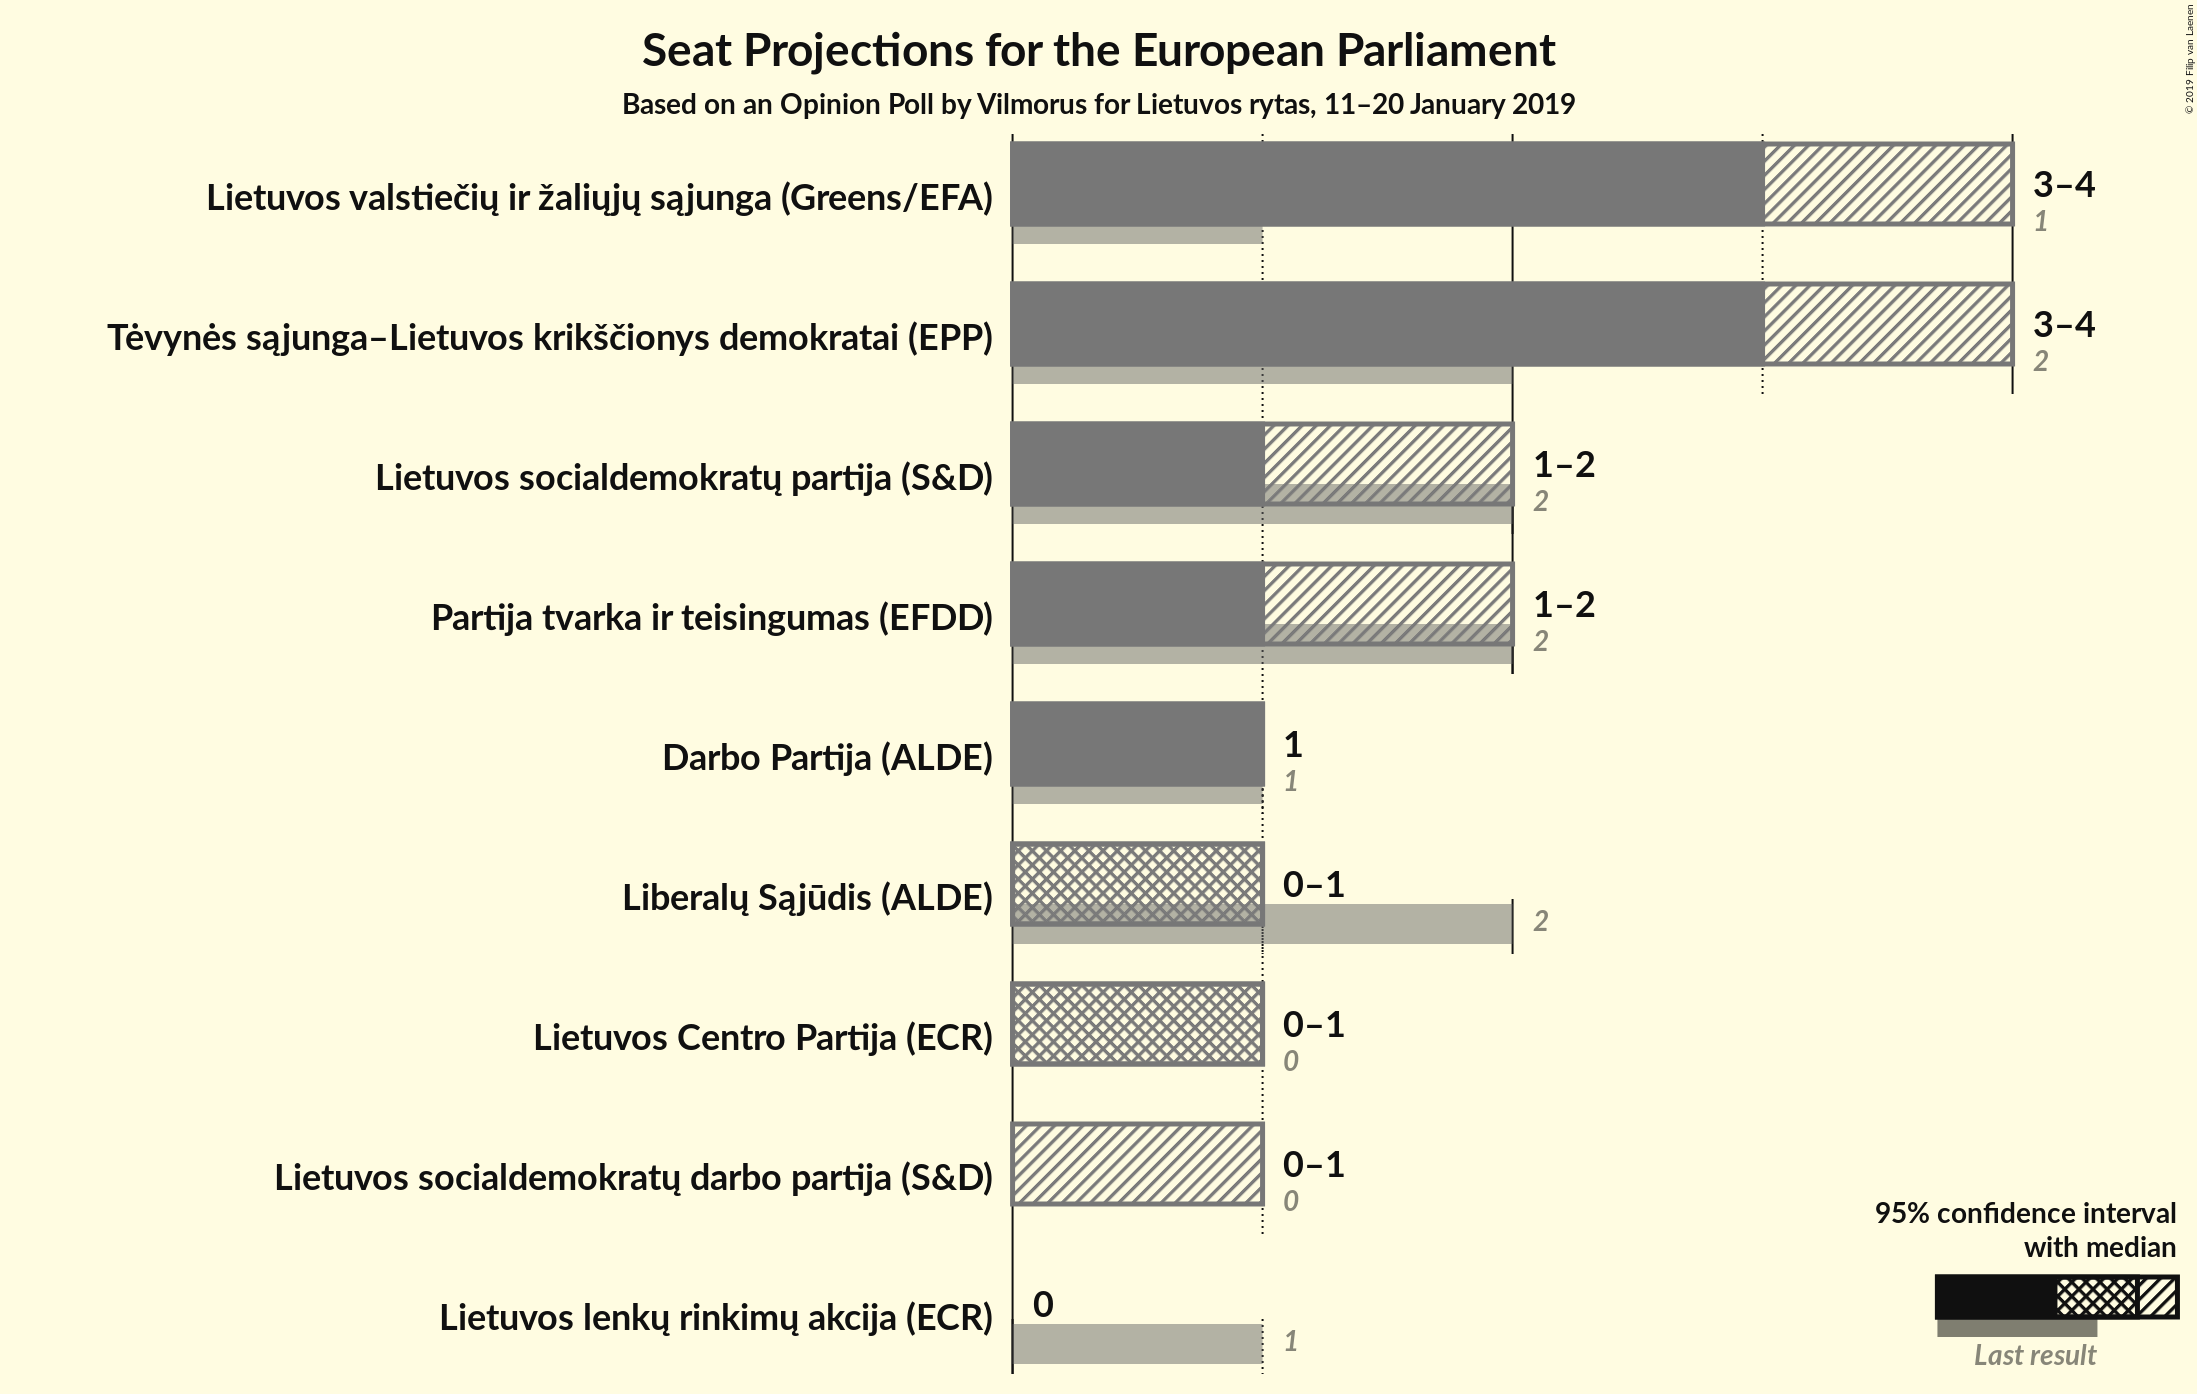 Seat Projections for the European Parliament
Based on an Opinion Poll by Vilmorus for Lietuvos rytas, 11–20 January 2019
© 2019 Filip van Laenen
Lietuvos valstiečių ir žaliųjų sąjunga (Greens/EFA)
3–4
1
Tėvynės sąjunga–Lietuvos krikščionys demokratai (EPP)
3–4
2
Lietuvos socialdemokratų partija (S&D)
1–2
2
Partija tvarka ir teisingumas (EFDD)
1–2
2
Darbo Partija (ALDE)
1
1
Liberalų Sąjūdis (ALDE)
0–1
2
Lietuvos Centro Partija (ECR)
0–1
0
Lietuvos socialdemokratų darbo partija (S&D)
0–1
0
Lietuvos lenkų rinkimų akcija (ECR)
0
1
95% confidence interval
with median
Last result